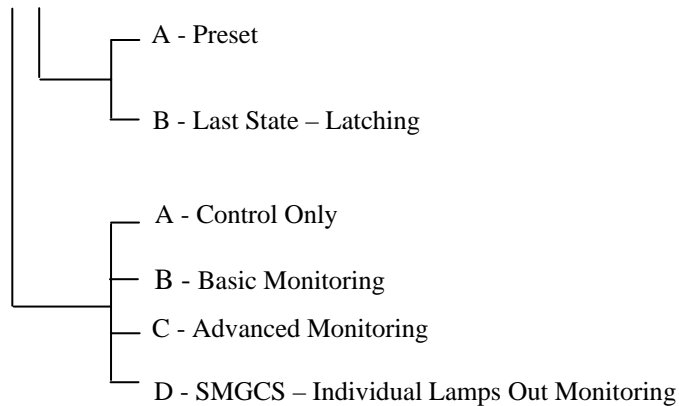 A - Preset
B - Last State – Latching
A - Control Only
B - Basic Monitoring
C - Advanced Monitoring
D - SMGCS – Individual Lamps Out Monitoring